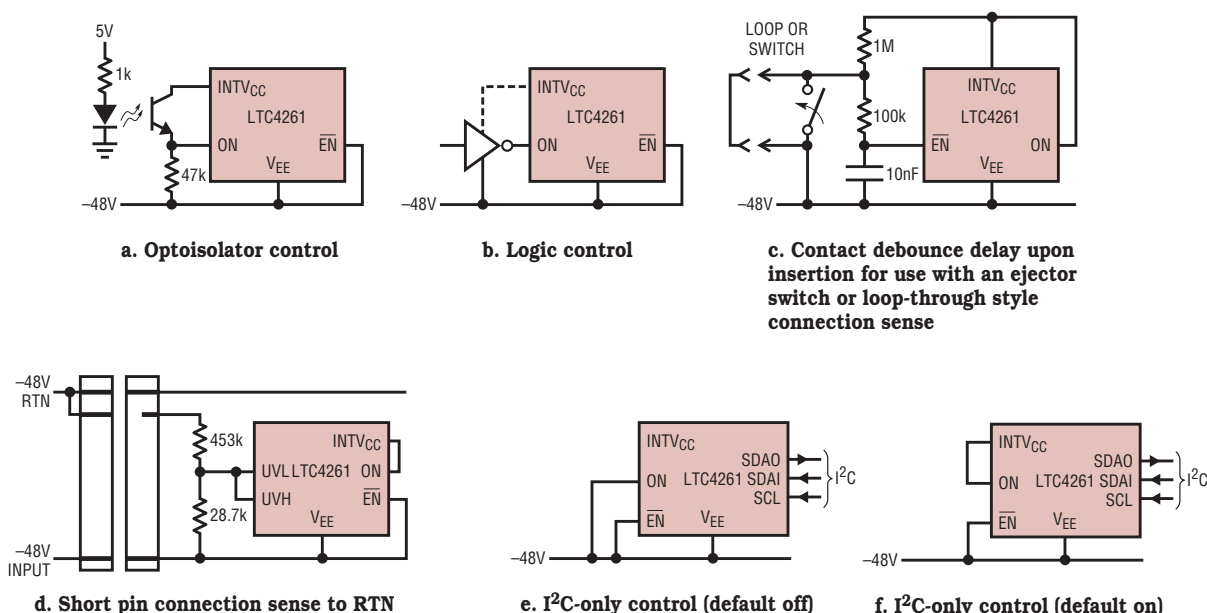 5V
1k
INTVCC
LTC4261
ON
EN
VEE
47k
–48V
a. Optoisolator control
INTVCC
LTC4261
ON
EN
VEE
–48V
b. Logic control
LOOP OR
SWITCH
1M
100k
LTC4261
EN
ON
VEE
10nF
–48V
c. Contact debounce delay upon
insertion for use with an ejector
switch or loop-through style
connection sense
–48V
RTN
453k
INTVCC
UVL LTC4261 ON
UVH
EN
28.7k
VEE
–48V
INPUT
d. Short pin connection sense to RTN
INTVCC
SDAO
ON LTC4261 SDAI I²C
SCL
EN
VEE
–48V
e. I²C-only control (default off)
INTVCC
SDAO
ON LTC4261 SDAI I²C
SCL
EN
VEE
–48V
f. I²C-only control (default on)